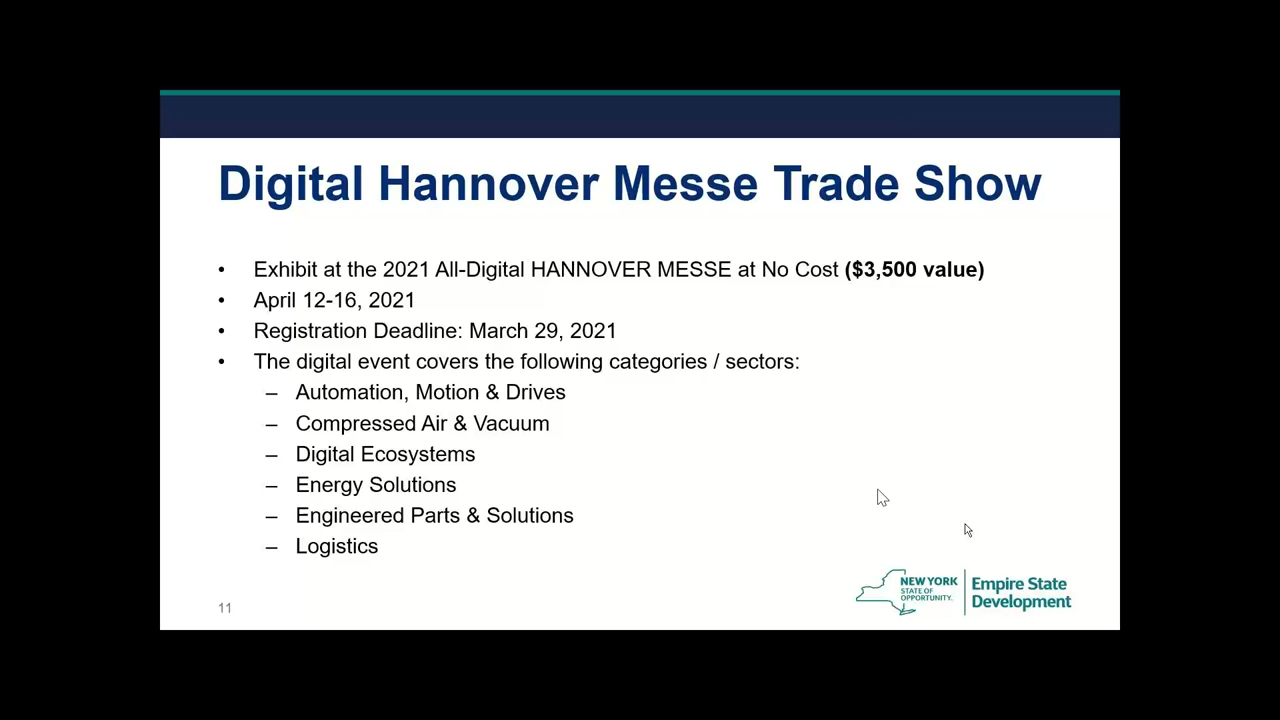 Digital Hannover Messe Trade Show
• Exhibit at the 2021 All-Digital HANNOVER MESSE at No Cost ($3,500 value)
• April 12-16, 2021
• Registration Deadline: March 29, 2021
• The digital event covers the following categories / sectors:
– Automation, Motion & Drives
– Compressed Air & Vacuum
– Digital Ecosystems
– Energy Solutions
– Engineered Parts & Solutions
– Logistics
11
NEW YORK
STATE OF
OPPORTUNITY.
Empire State
Development